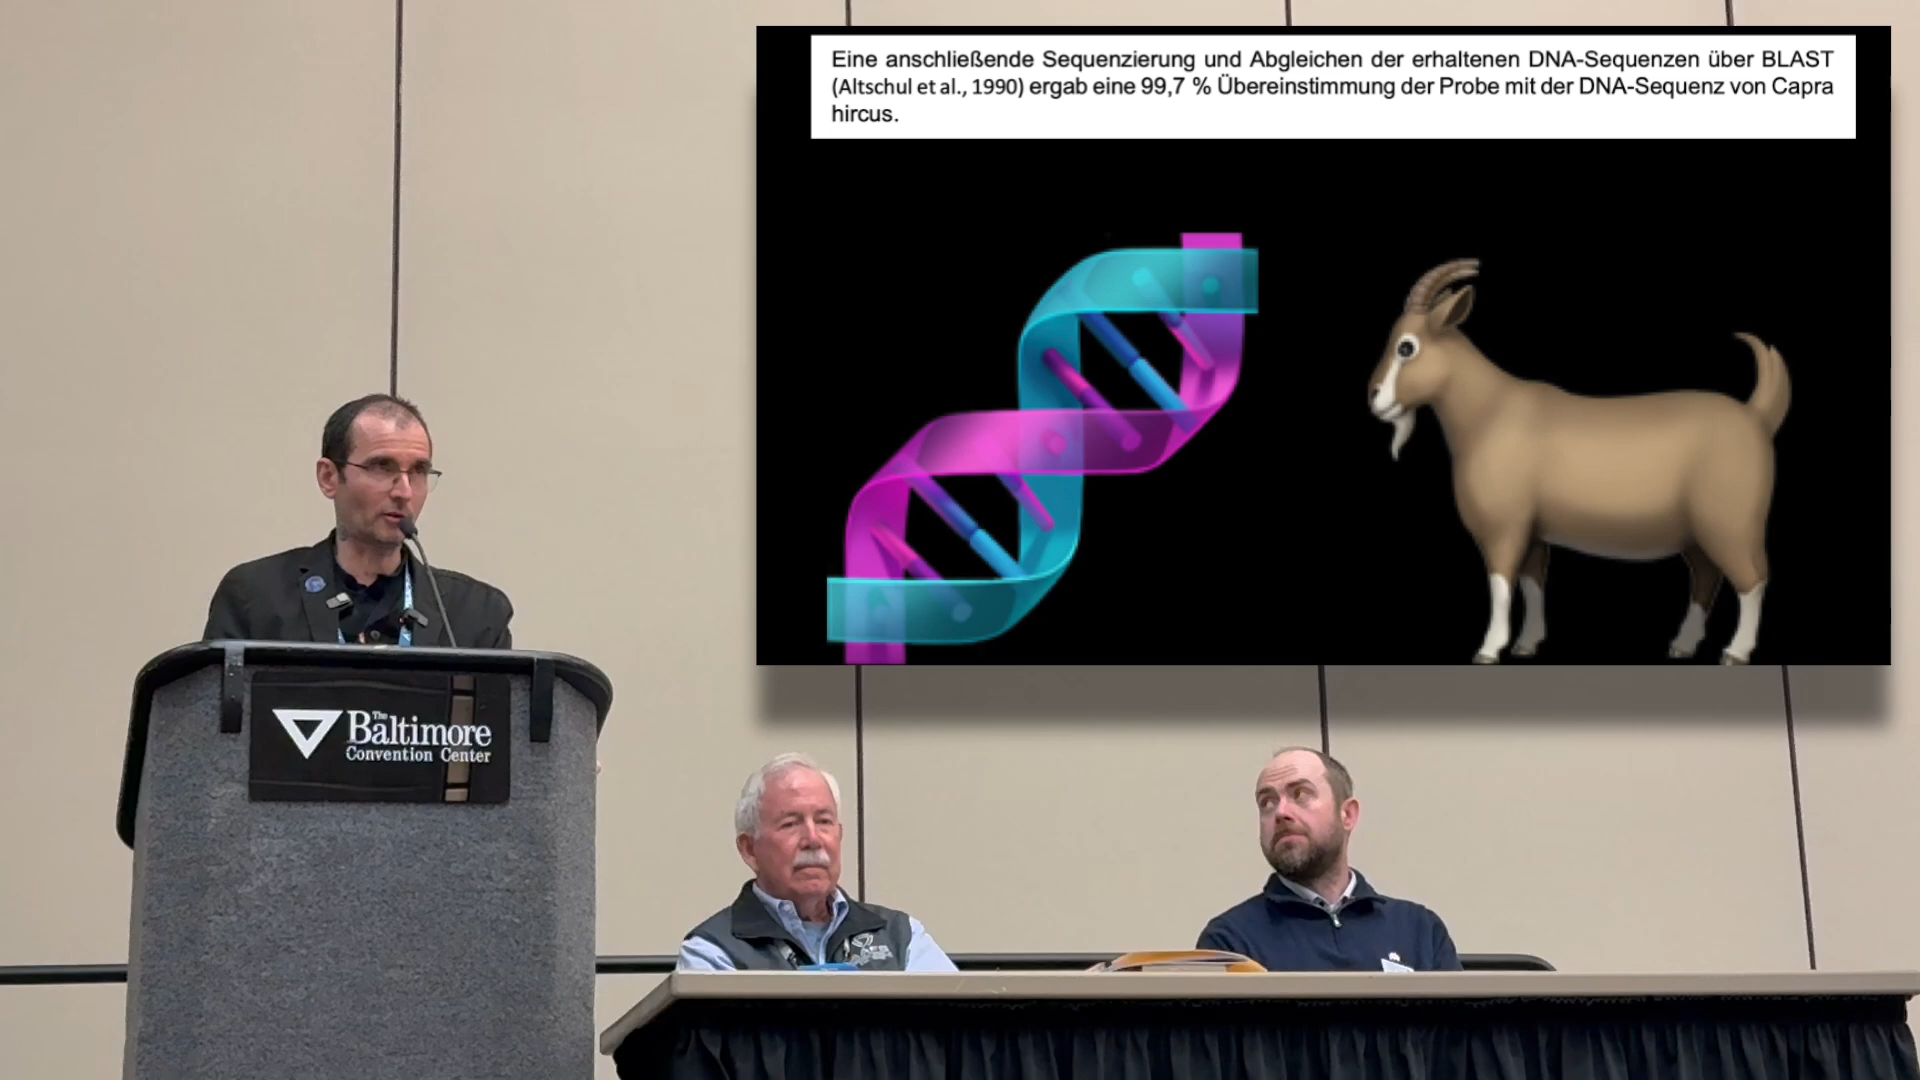 Eine anschließende Sequenzierung und Abgleichen der erhaltenen DNA-Sequenzen über BLAST
(Altschul et al., 1990) ergab eine 99,7 % Übereinstimmung der Probe mit der DNA-Sequenz von Capra
hircus.
The
Baltimore
Convention Center